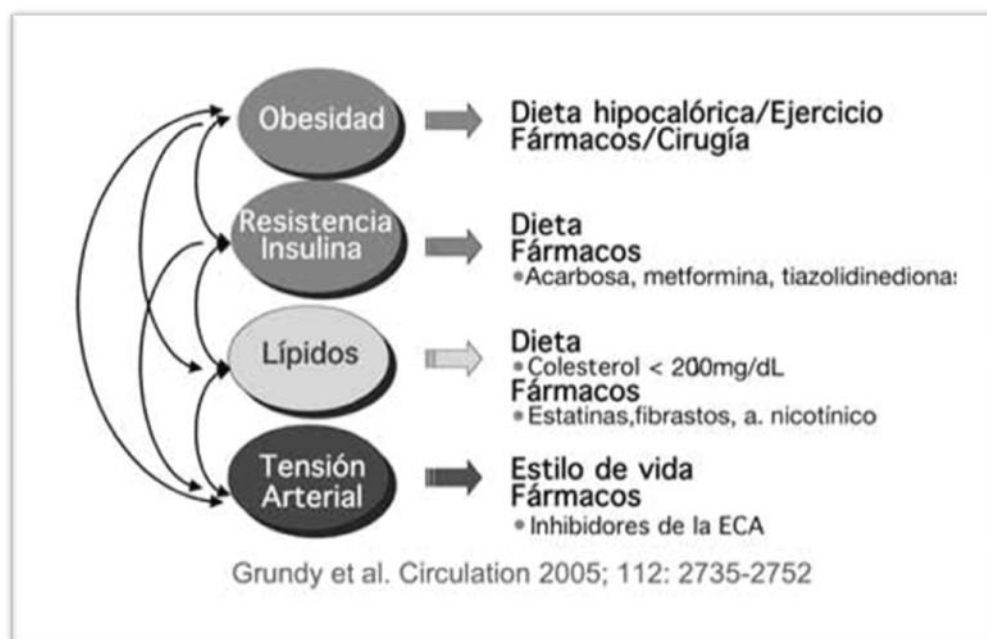 Obesidad
Dieta hipocalórica/Ejercicio
Fármacos/Cirugía
Resistencia
Insulina
Dieta
Fármacos
•Acarbosa, metformina, tiazolidinedionas
Lípidos
Dieta
•Colesterol < 200mg/dL
Fármacos
•Estatinas,fibrastos, a. nicotínico
Tensión
Arterial
Estilo de vida
Fármacos
•Inhibidores de la ECA
Grundy et al. Circulation 2005; 112: 2735-2752